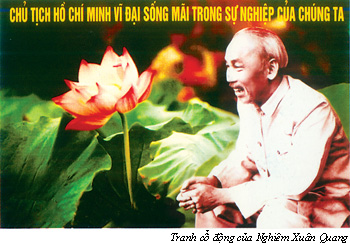 CHỦ TỊCH HỒ CHÍ MINH VĨ ĐẠI SỐNG MÃI TRONG SỰ NGHIỆP CỦA CHÚNG TA
Tranh cổ động của Nghiêm Xuân Quang